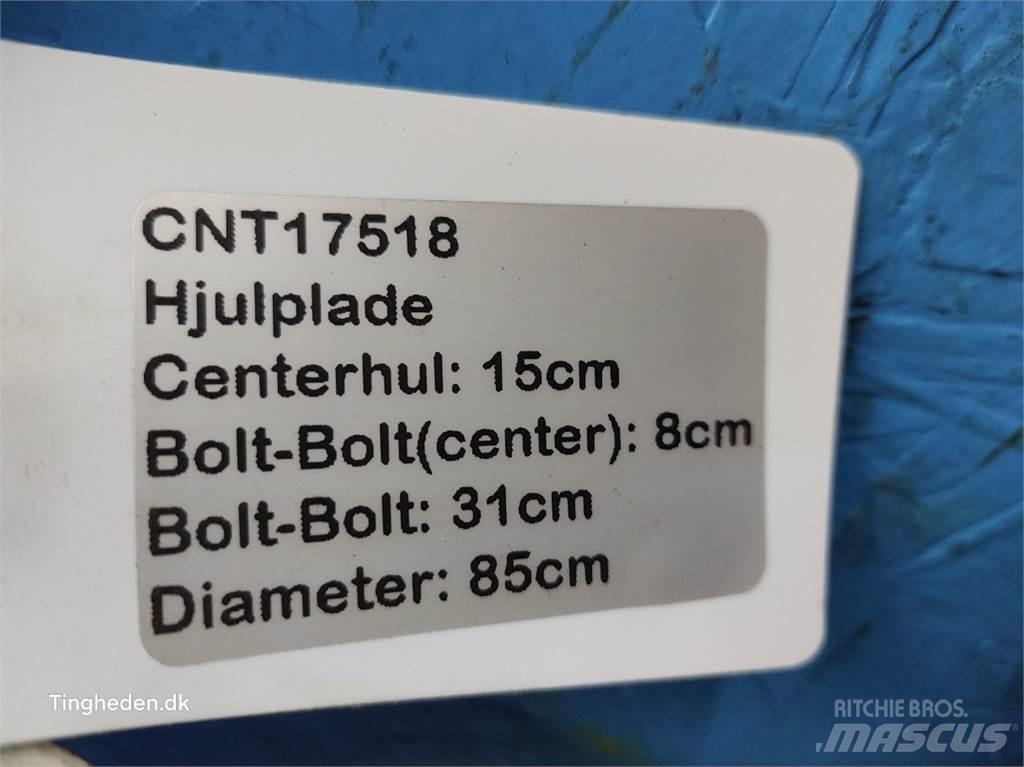 CNT17518
Hjulplade
Centerhul: 15cm
Bolt-Bolt(center): 8cm
Bolt-Bolt: 31cm
Diameter: 85cm
Tingheden.dk
RITCHIE BROS.
MASCUS